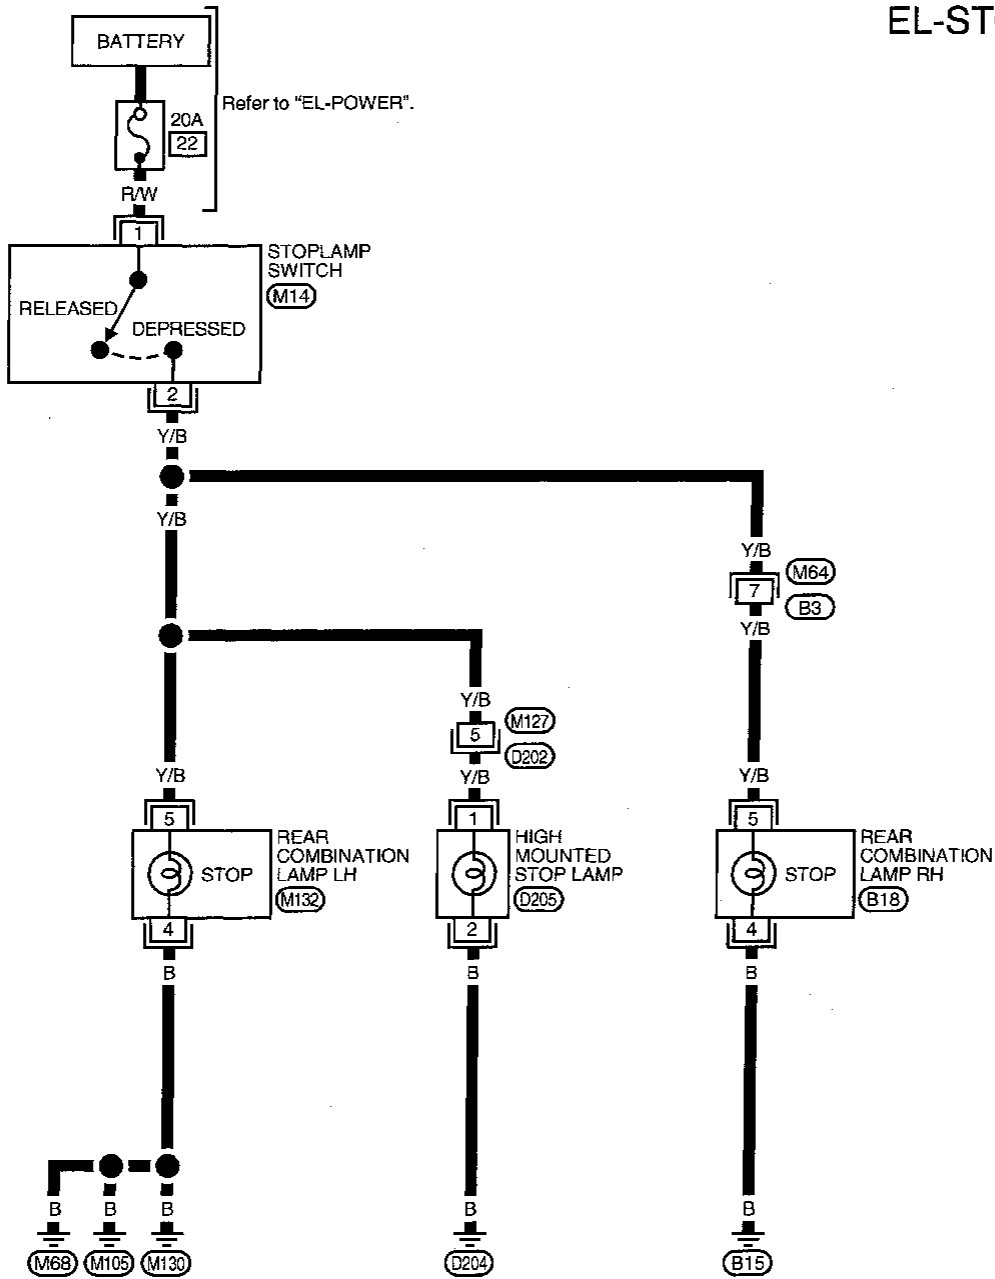 EL-ST
BATTERY
Refer to "EL-POWER".
20A
22
R/W
1
STOPLAMP
SWITCH
M14
RELEASED
DEPRESSED
2
Y/B
Y/B
Y/B
7
M64
B3
Y/B
Y/B
5
M127
D202
Y/B
Y/B
Y/B
5
STOP
REAR
COMBINATION
LAMP LH
M132
4
B
1
HIGH
MOUNTED
STOP LAMP
D205
2
B
5
STOP
REAR
COMBINATION
LAMP RH
B18
4
B
B
B
B
B
B
M68
M105
M130
D204
B15